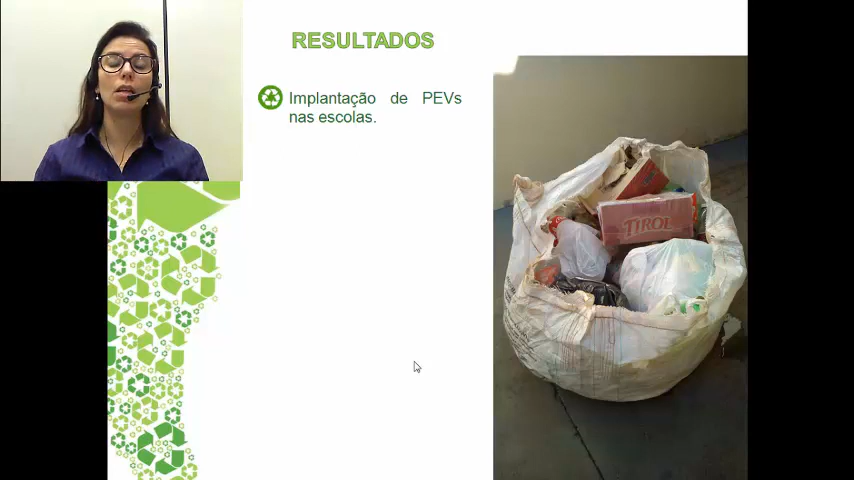 RESULTADOS
Implantação de PEVs
nas escolas.
TIROL